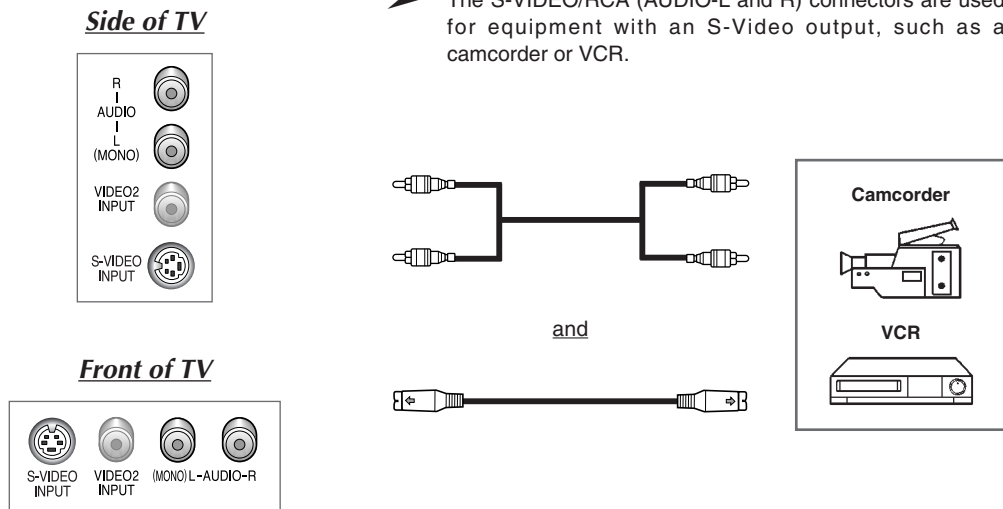 Side of TV
R
AUDIO
L
(MONO)
VIDEO2
INPUT
S-VIDEO
INPUT
Front of TV
S-VIDEO
INPUT
VIDEO2
INPUT
(MONO) L-AUDIO-R
The S-VIDEO/RCA (AUDIO-L and R) connectors are used
for equipment with an S-Video output, such as a
camcorder or VCR.
and
Camcorder
VCR